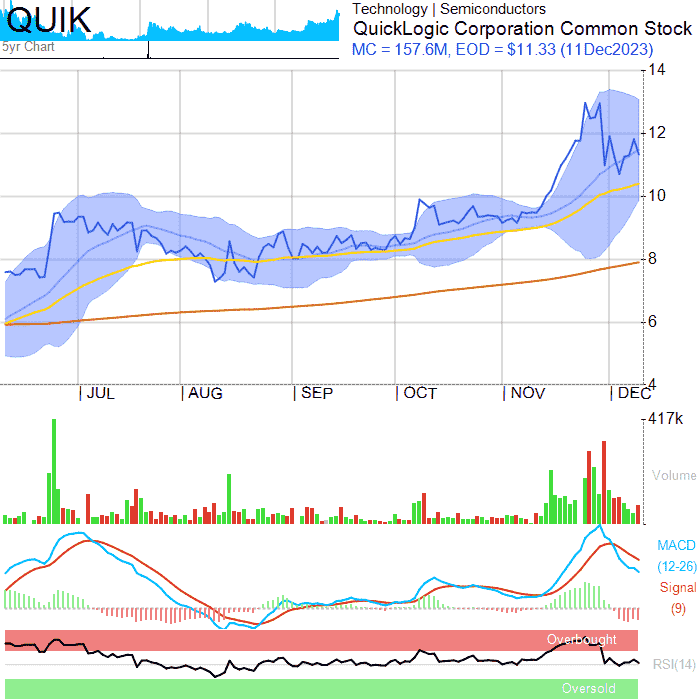 QUIK
5yr Chart
Technology | Semiconductors
QuickLogic Corporation Common Stock
MC = 157.6M, EOD = $11.33 (11Dec2023)
14
12
10
8
6
4
| JUL | AUG | SEP | OCT | NOV | DEC
417k
Volume
MACD
(12-26)
Signal
(9)
Overbought
RSI(14)
Oversold